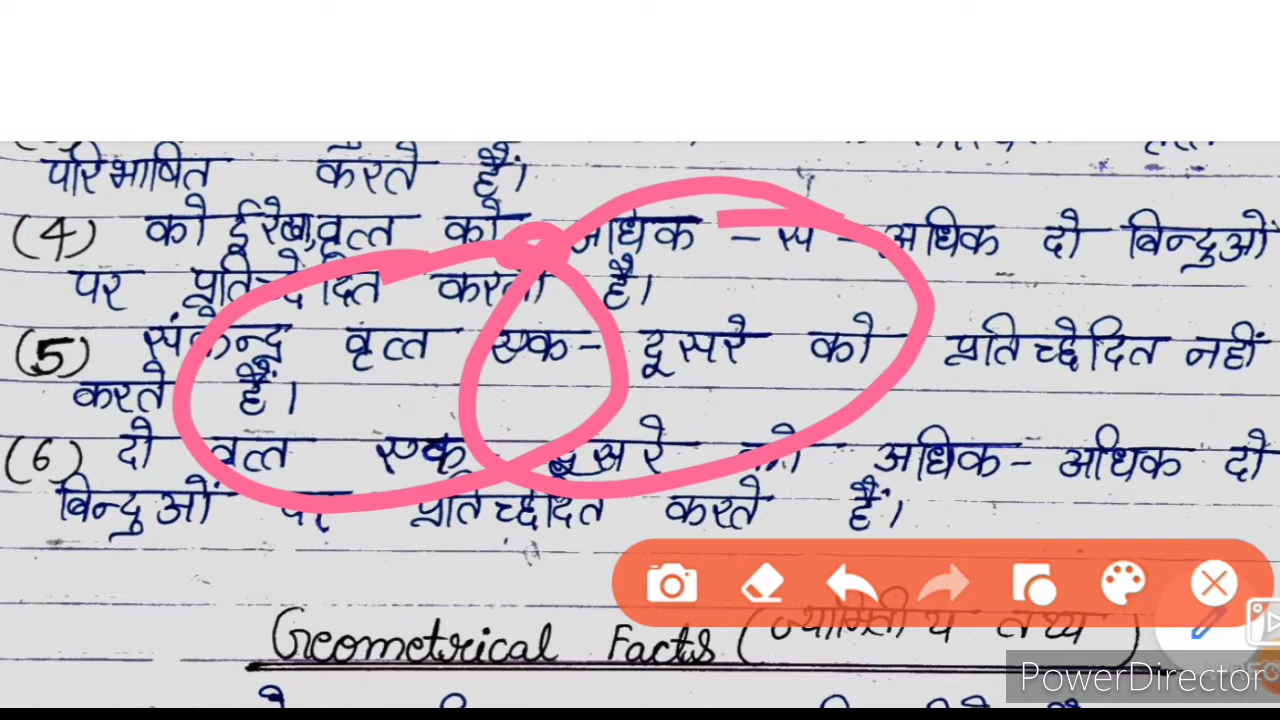 परिभाषित करते हैं।
(4) कोई रेखा, वृत्त को अधिक - से - अधिक दो बिन्दुओं
पर प्रतिच्छेदित करता है।
(5) संकेन्द्र वृत्त एक - दूसरे को प्रतिच्छेदित नहीं
करते हैं।
(6) दो वृत्त एक - दूसरे को अधिक - अधिक दो
बिन्दुओं पर प्रतिच्छेदित करते हैं।
Geometrical Facts (ज्यामितीय तथ्य)
PowerDirector